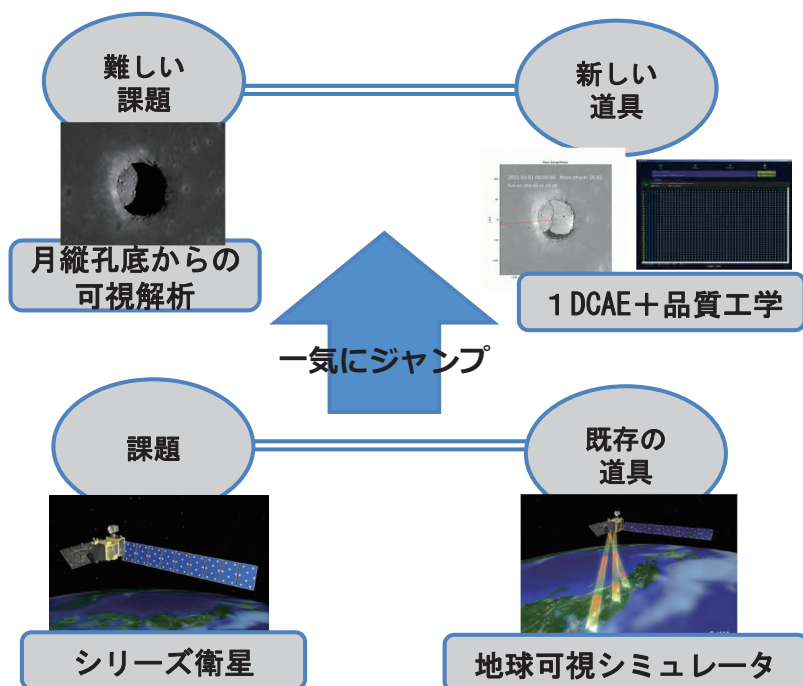 難しい
課題
新しい
道具
月縦孔底からの
可視解析
1DCAE+品質工学
一気にジャンプ
課題
既存の
道具
シリーズ衛星
地球可視シミュレータ